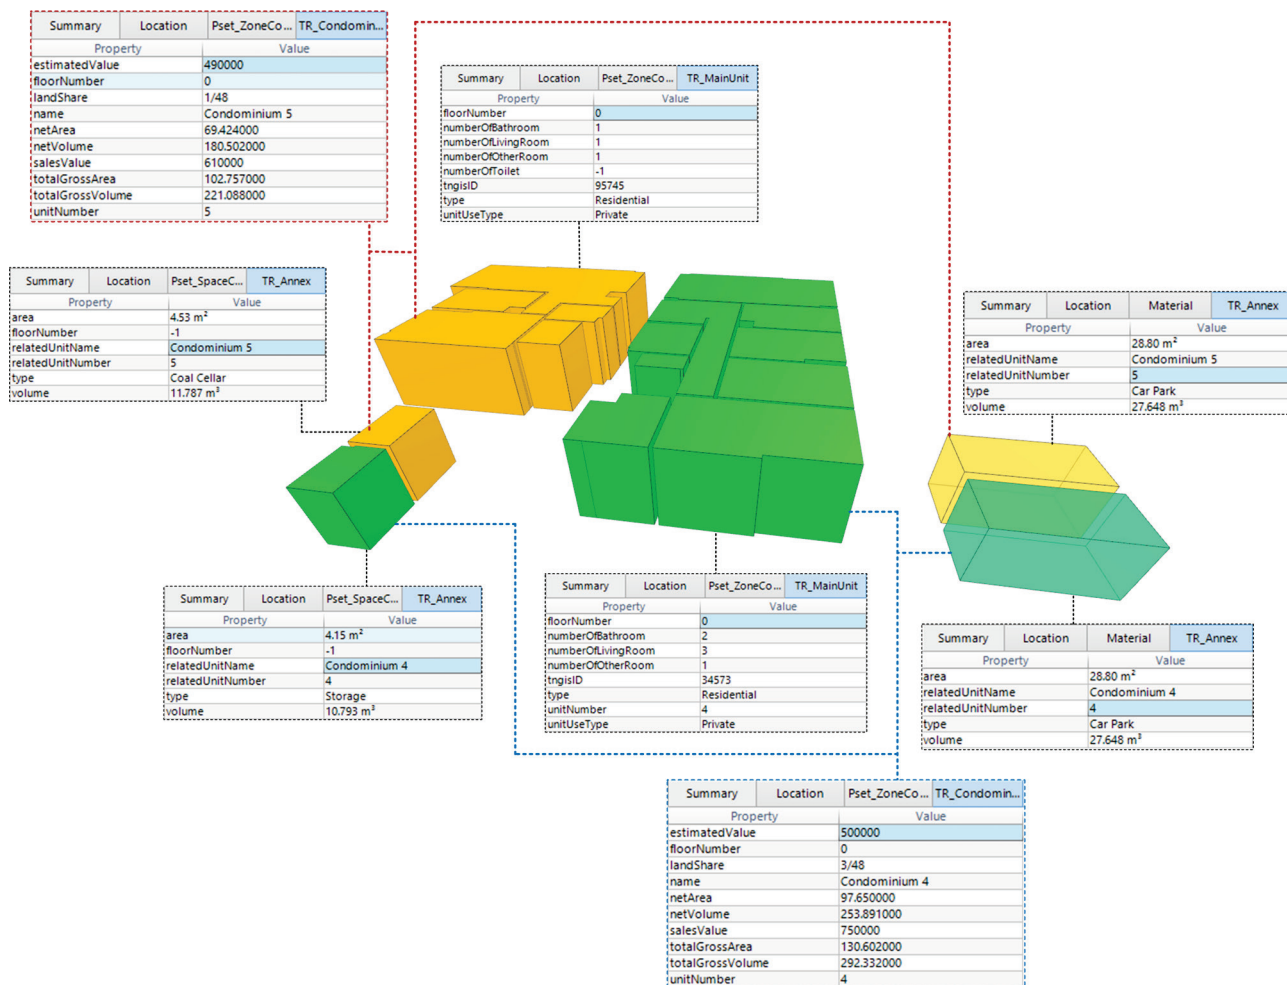 Summary Location Pset_ZoneCo... TR_Condomin...
Property Value
estimatedValue 490000
floorNumber 0
landShare 1/48
name Condominium 5
netArea 69.424000
netVolume 180.502000
salesValue 610000
totalGrossArea 102.757000
totalGrossVolume 221.088000
unitNumber 5
Summary Location Pset_ZoneCo... TR_MainUnit
Property Value
floorNumber 0
numberOfBathroom 1
numberOfLivingRoom 1
numberOfOtherRoom 1
numberOfToilet -1
tngisID 95745
type Residential
unitUseType Private
Summary Location Pset_SpaceC... TR_Annex
Property Value
area 4.53 m²
floorNumber -1
relatedUnitName Condominium 5
relatedUnitNumber 5
type Coal Cellar
volume 11.787 m³
Summary Location Material TR_Annex
Property Value
area 28.80 m²
relatedUnitName Condominium 5
relatedUnitNumber 5
type Car Park
volume 27.648 m³
Summary Location Pset_SpaceC... TR_Annex
Property Value
area 4.15 m²
floorNumber -1
relatedUnitName Condominium 4
relatedUnitNumber 4
type Storage
volume 10.793 m³
Summary Location Pset_ZoneCo... TR_MainUnit
Property Value
floorNumber 0
numberOfBathroom 2
numberOfLivingRoom 3
numberOfOtherRoom 1
tngisID 34573
type Residential
unitNumber 4
unitUseType Private
Summary Location Material TR_Annex
Property Value
area 28.80 m²
relatedUnitName Condominium 4
relatedUnitNumber 4
type Car Park
volume 27.648 m³
Summary Location Pset_ZoneCo... TR_Condomin...
Property Value
estimatedValue 500000
floorNumber 0
landShare 3/48
name Condominium 4
netArea 97.650000
netVolume 253.891000
salesValue 750000
totalGrossArea 130.602000
totalGrossVolume 292.332000
unitNumber 4